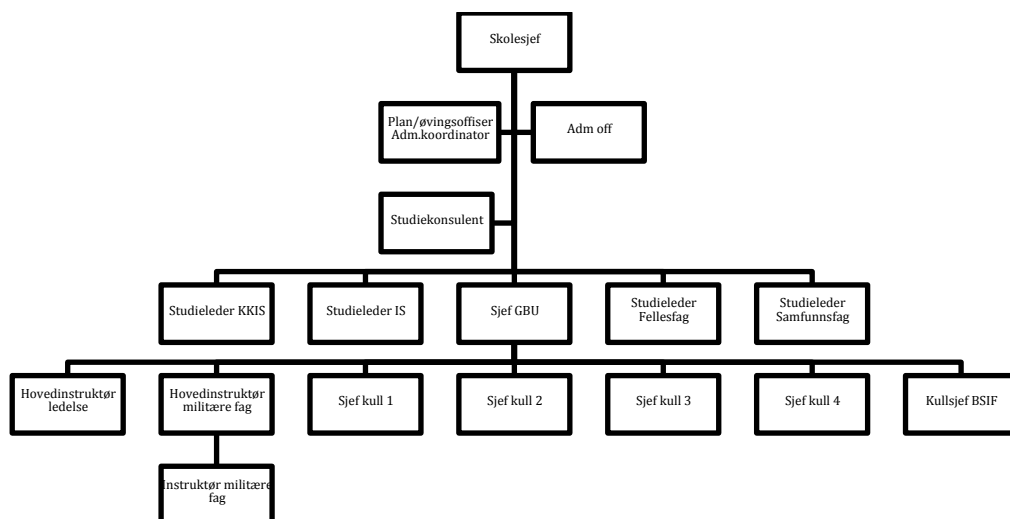 Skolesjef
Plan/øvingsoffiser
Adm.koordinator
Adm off
Studiekonsulent
Studieleder KKIS
Studieleder IS
Sjef GBU
Studieleder
Fellesfag
Studieleder
Samfunnsfag
Hovedinstruktør
ledelse
Hovedinstruktør
militære fag
Sjef kull 1
Sjef kull 2
Sjef kull 3
Sjef kull 4
Kullsjef BSIF
Instruktør militære
fag